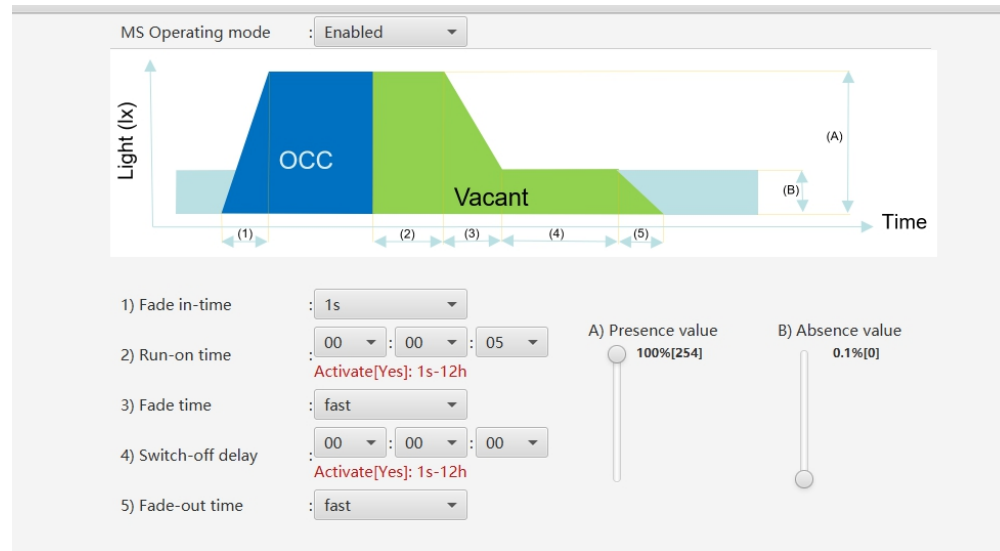 MS Operating mode : Enabled
Light (lx)
OCC
Vacant
(A)
(B)
Time
(1) (2) (3) (4) (5)
1) Fade in-time : 1s
2) Run-on time : 00 : 00 : 05
Activate[Yes]: 1s-12h
3) Fade time : fast
4) Switch-off delay : 00 : 00 : 00
Activate[Yes]: 1s-12h
5) Fade-out time : fast
A) Presence value
100%[254]
B) Absence value
0.1%[0]